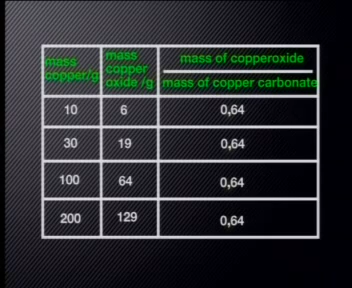 mass
copper/g
mass
copper
oxide /g
mass of copperoxide
mass of copper carbonate
10 6 0,64
30 19 0,64
100 64 0,64
200 129 0,64